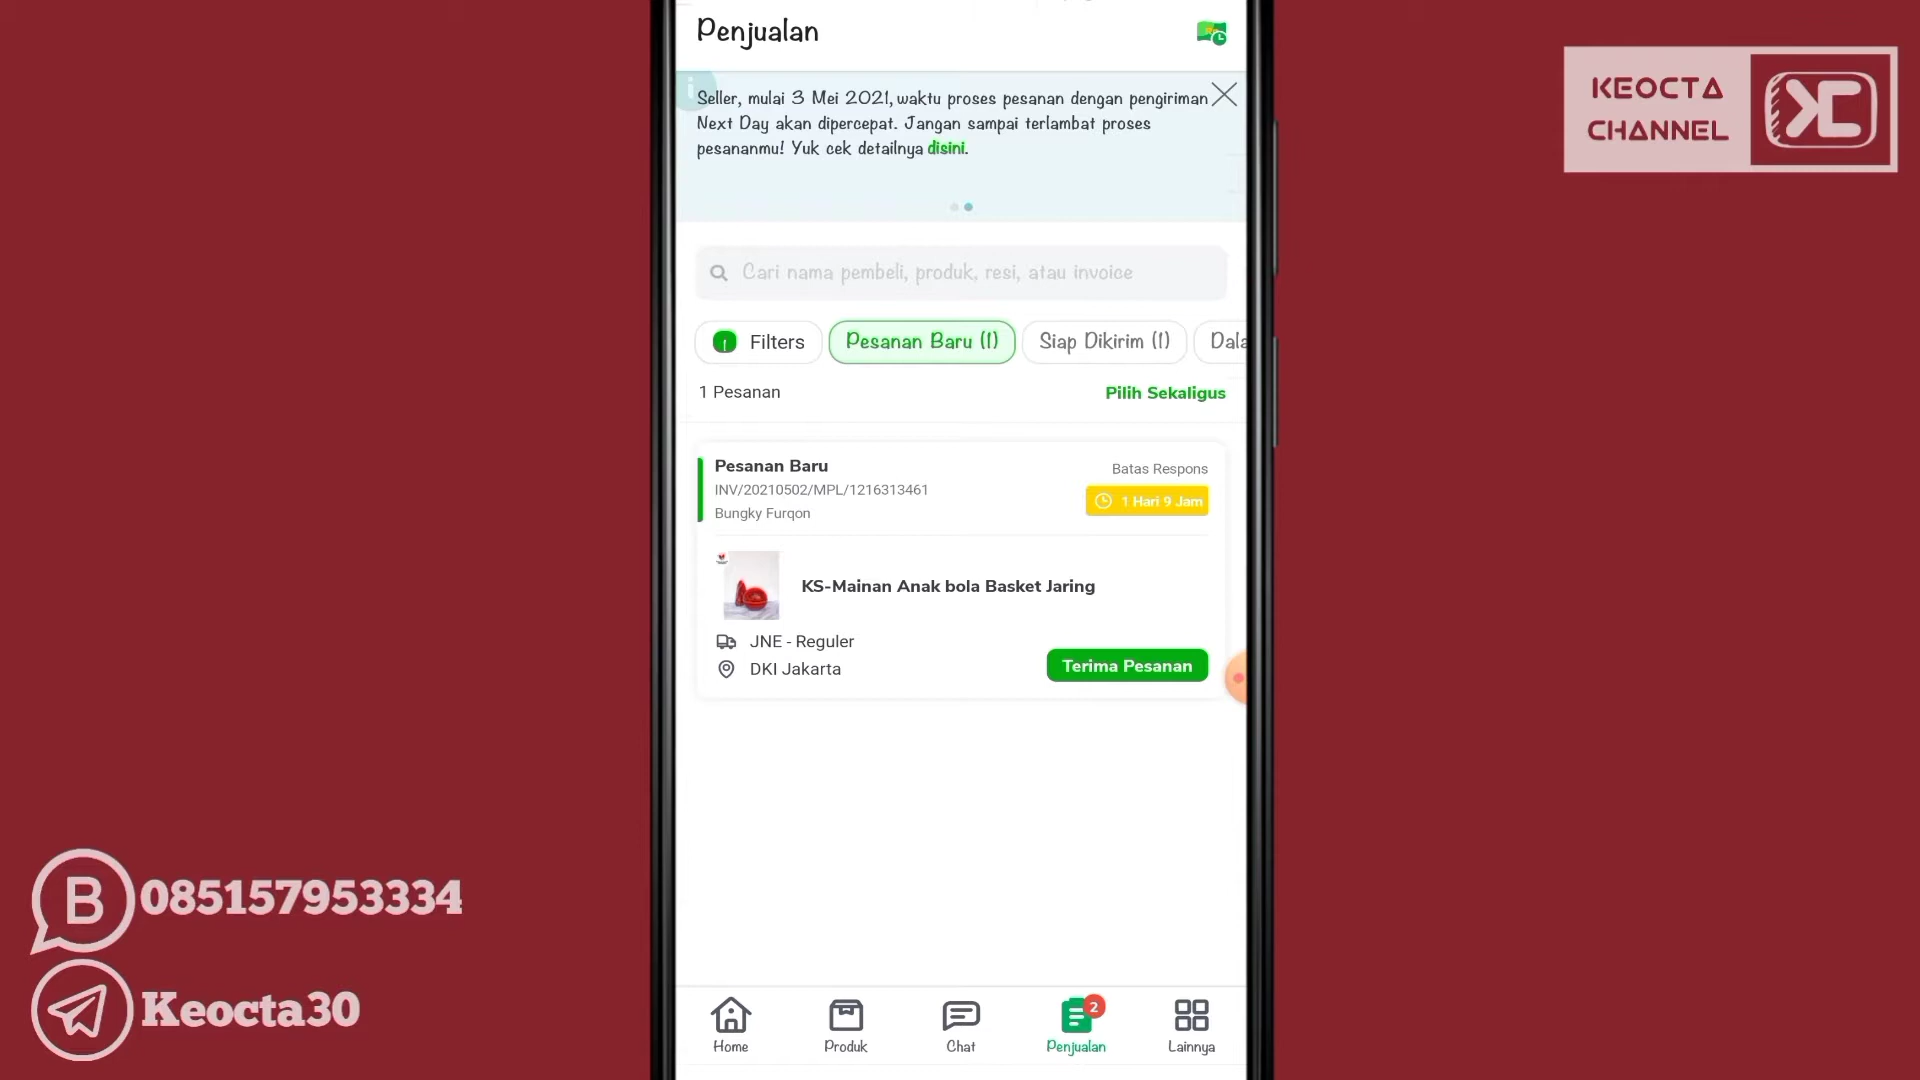 Penjualan
Seller, mulai 3 Mei 2021, waktu proses pesanan dengan pengiriman
Next Day akan dipercepat. Jangan sampai terlambat proses
pesananmu! Yuk cek detailnya disini.
Cari nama pembeli, produk, resi, atau invoice
1 Filters
Pesanan Baru (1)
Siap Dikirim (1)
Dala
1 Pesanan
Pilih Sekaligus
Pesanan Baru
Batas Respons
INV/20210502/MPL/1216313461
1 Hari 9 Jam
Bungky Furqon
KS-Mainan Anak bola Basket Jaring
JNE - Reguler
DKI Jakarta
Terima Pesanan
Home
Produk
Chat
2
Penjualan
Lainnya
KEOCTA
CHANNEL
KC
B 085157953334
Keocta30